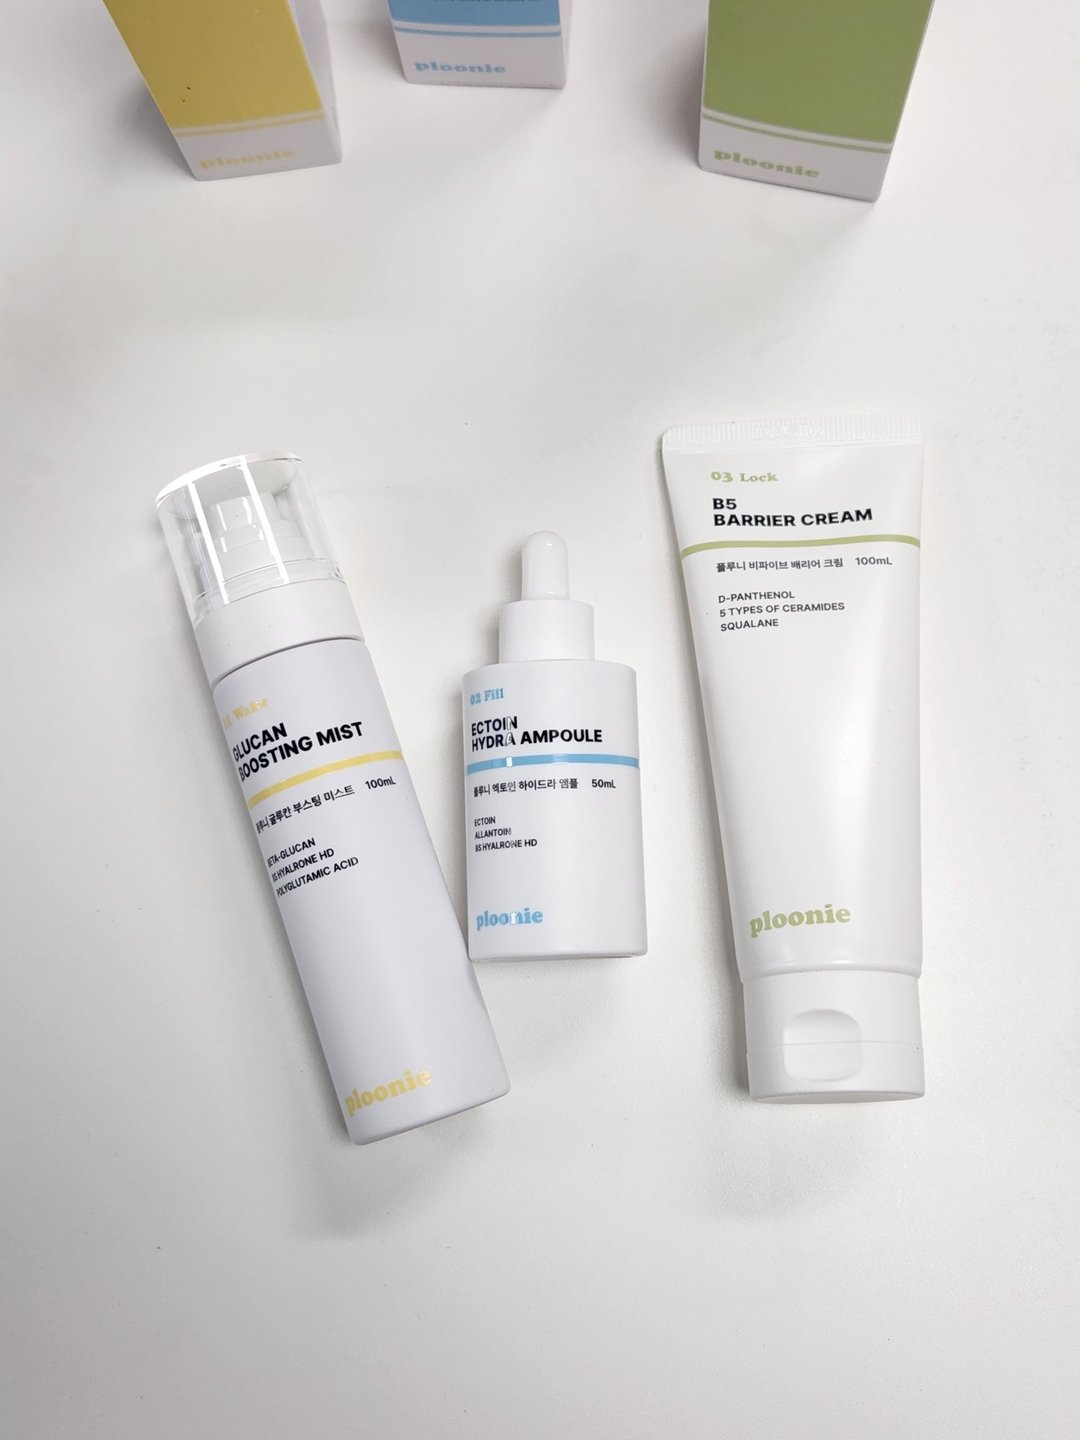 ploonie
ploonie
ploonie
01 Wake
GLUCAN
BOOSTING MIST
플루니 글루칸 부스팅 미스트 100mL
BETA-GLUCAN
8S HYALRONE HD
POLYGLUTAMIC ACID
ploonie
02 Fill
ECTOIN
HYDRA AMPOULE
플루니 엑토인 하이드라 앰플 50mL
ECTOIN
ALLANTOIN
8S HYALRONE HD
ploonie
03 Lock
B5
BARRIER CREAM
플루니 비파이브 배리어 크림 100mL
D-PANTHENOL
5 TYPES OF CERAMIDES
SQUALANE
ploonie